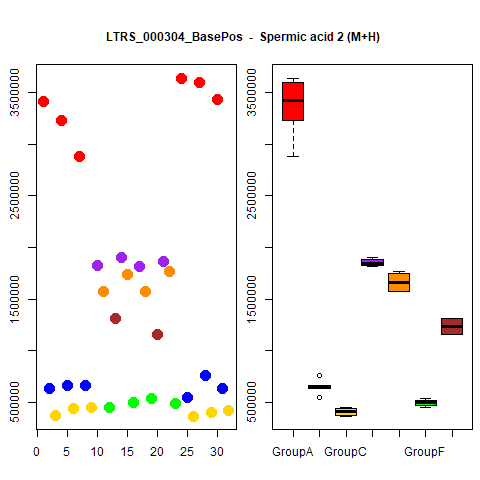 LTRS_000304_BasePos - Spermic acid 2 (M+H)
3500000
2500000
1500000
500000
0 5 10 15 20 25 30
3500000
2500000
1500000
500000
GroupA GroupC GroupF